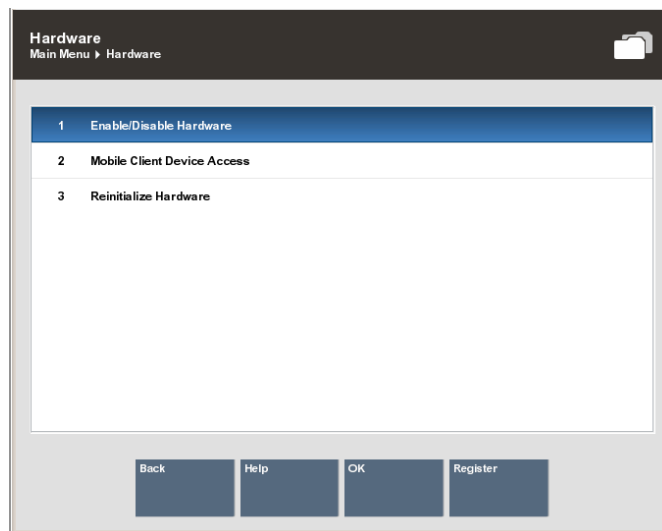 Hardware
Main Menu ▸ Hardware
1 Enable/Disable Hardware
2 Mobile Client Device Access
3 Reinitialize Hardware
Back Help OK Register